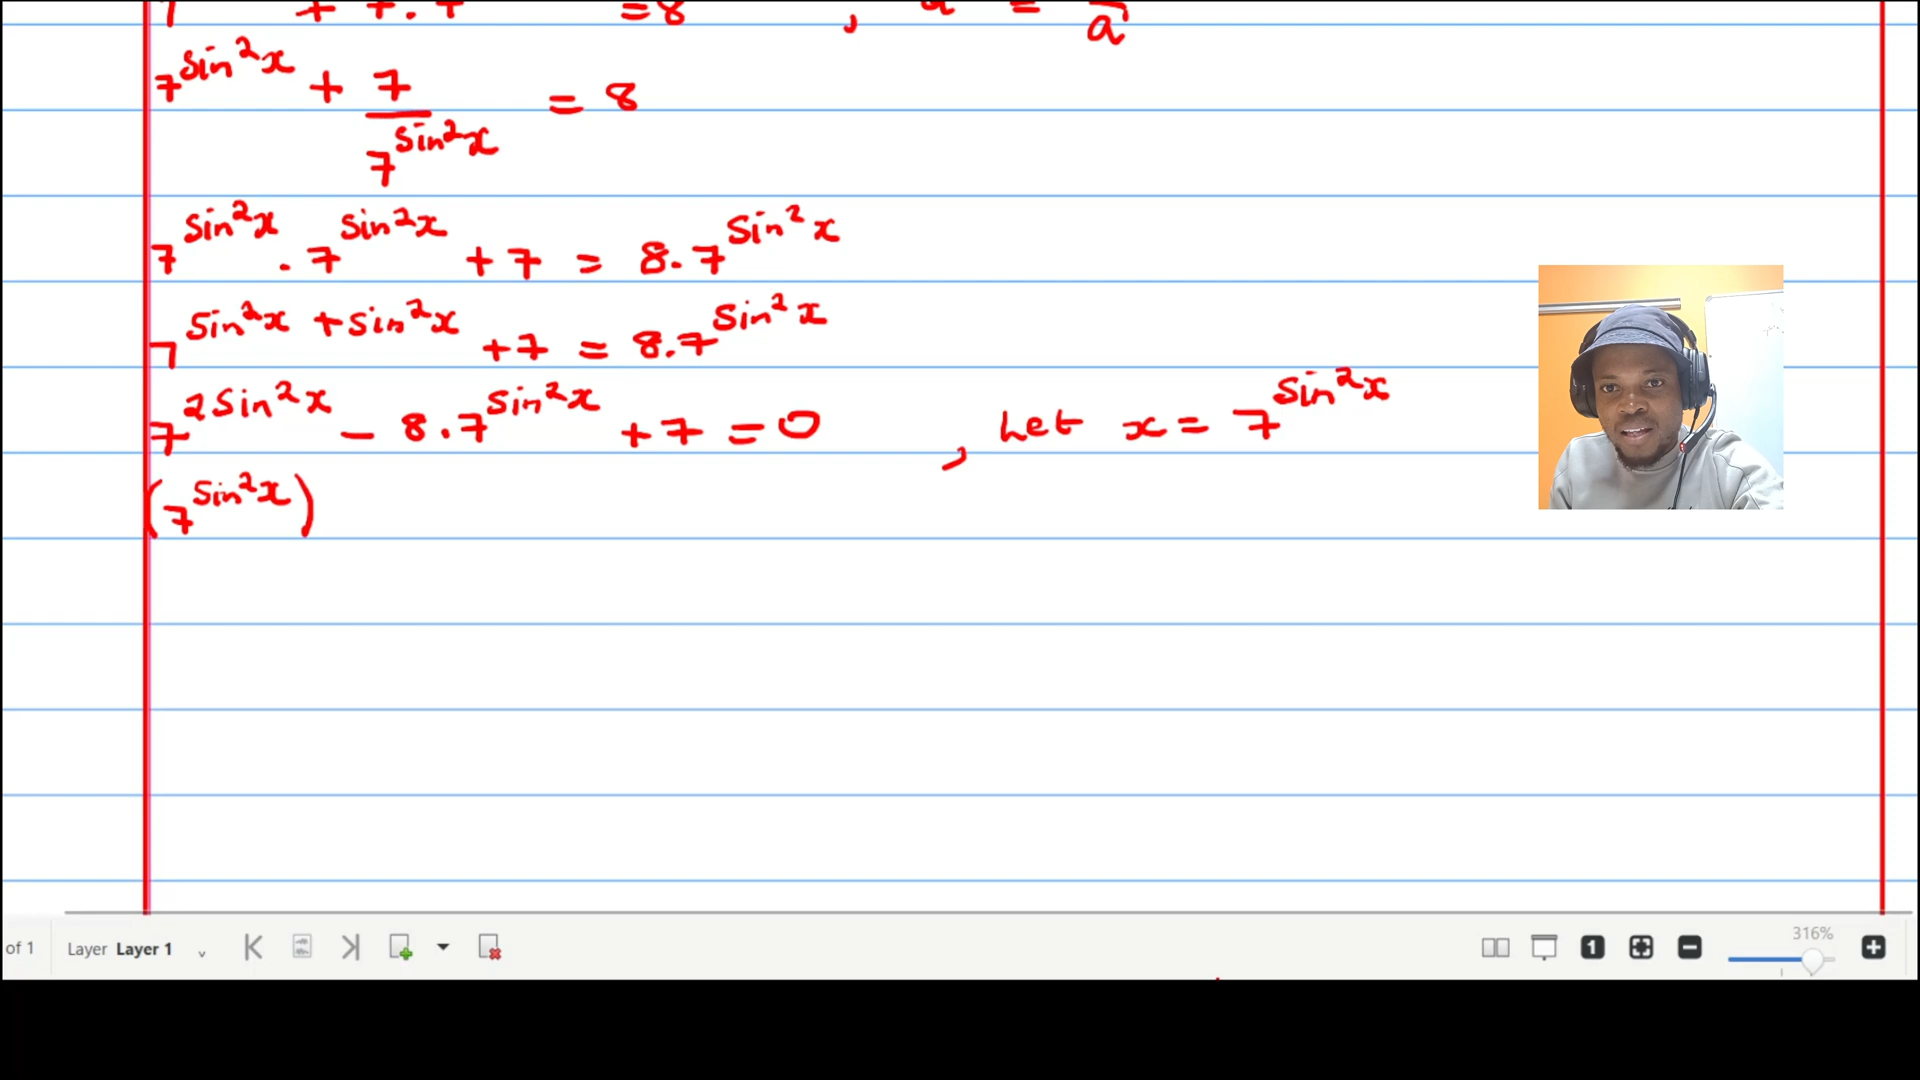 = 8 , =
a
7^sin²x + 7/7^sin²x = 8
7^sin²x . 7^sin²x + 7 = 8.7^sin²x
7^sin²x + sin²x + 7 = 8.7^sin²x
7^2sin²x - 8.7^sin²x + 7 = 0 , Let x = 7^sin²x
(7^sin²x)
of 1 Layer Layer 1 1 316%